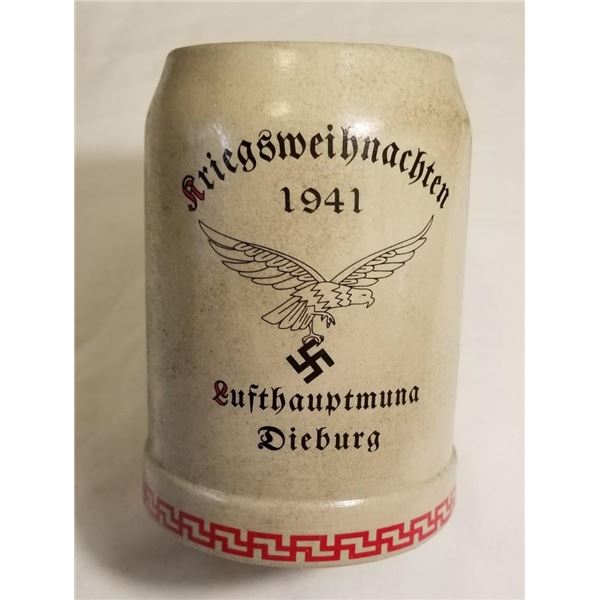 Kriegsweihnachten
1941
Lufthauptmuna
Dieburg